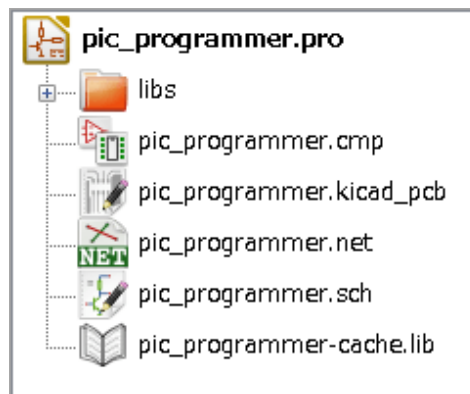 pic_programmer.pro
libs
pic_programmer.cmp
pic_programmer.kicad_pcb
pic_programmer.net
NET
pic_programmer.sch
pic_programmer-cache.lib